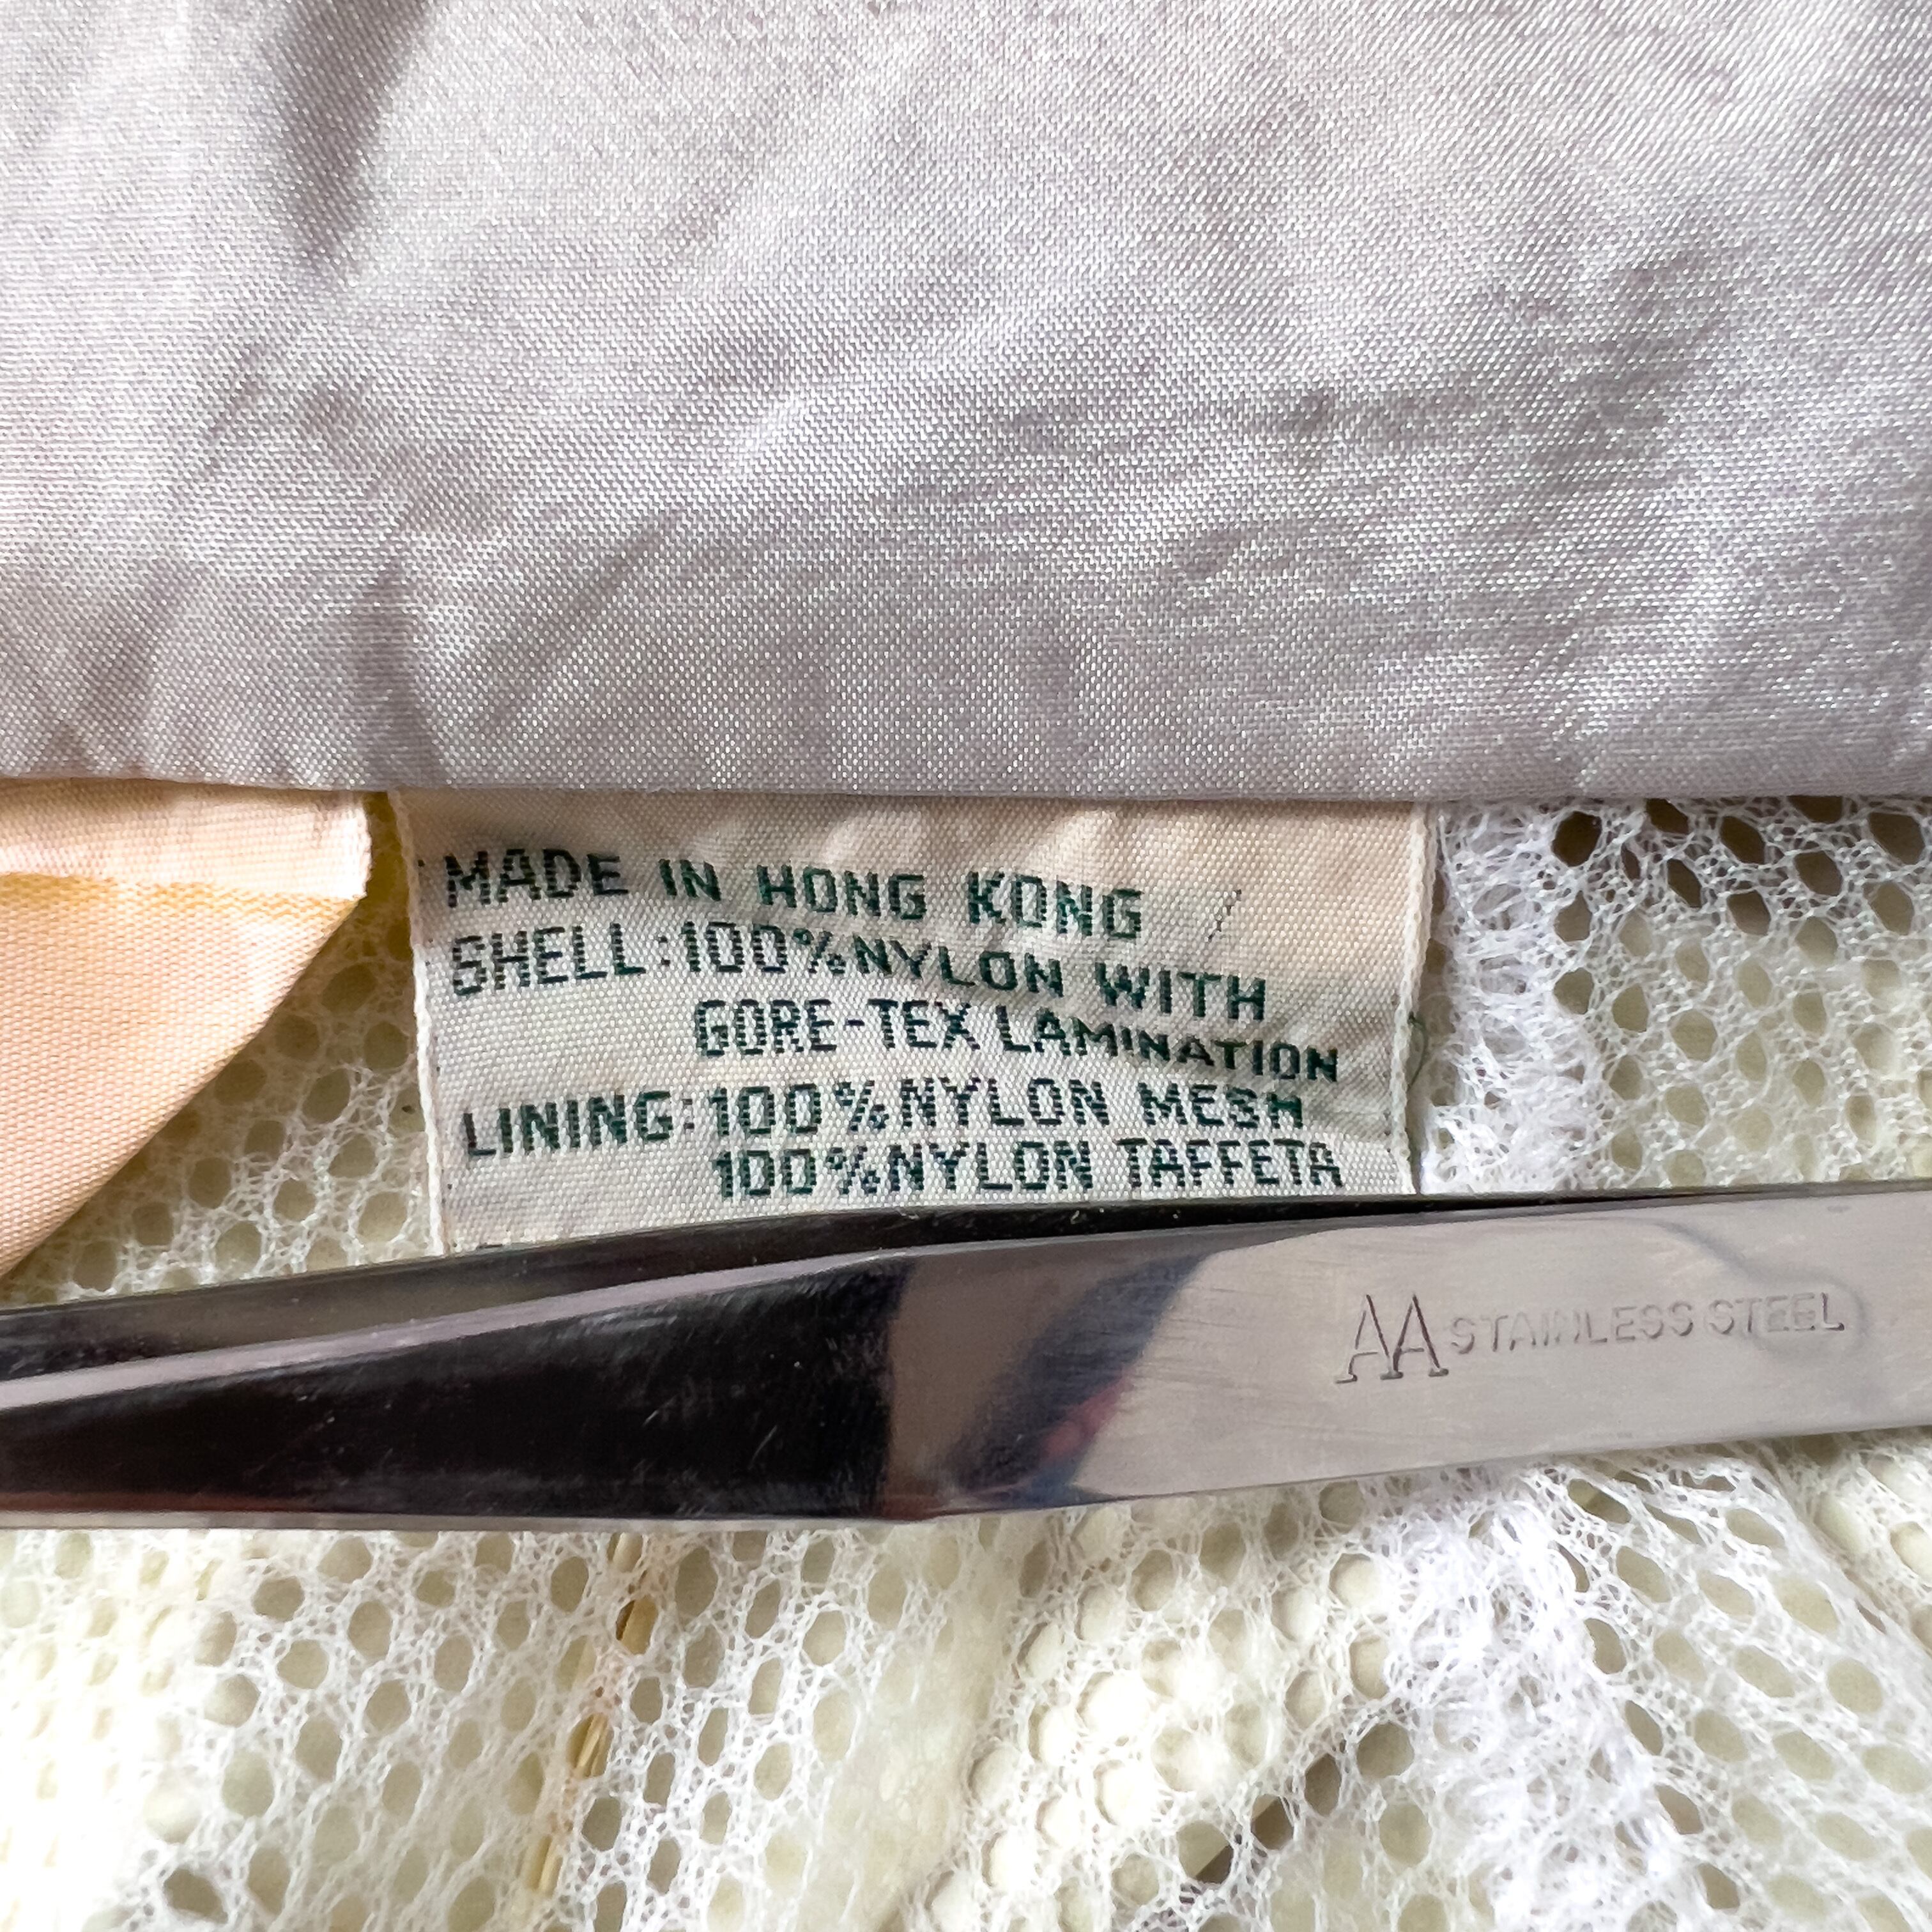 MADE IN HONG KONG
SHELL:100%NYLON WITH
GORE-TEX LAMINATION
LINING:100%NYLON MESH
100%NYLON TAFFETA
AA STAINLESS STEEL